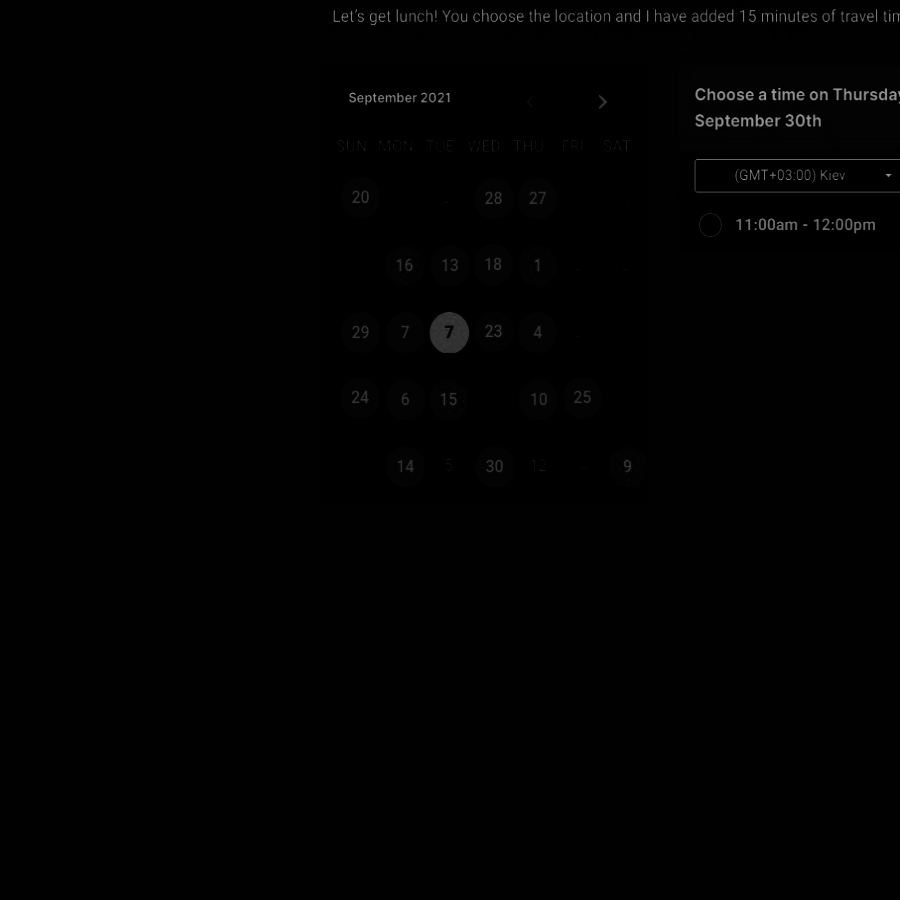 Let's get lunch! You choose the location and I have added 15 minutes of travel
September 2021
SUN MON TUE WED THU FRI SAT
20 28 27
16 13 18 1
29 7 7 23 4
24 6 15 10 25
14 5 30 12 9
Choose a time on Thursday
September 30th
(GMT+03:00) Kiev
11:00am - 12:00pm